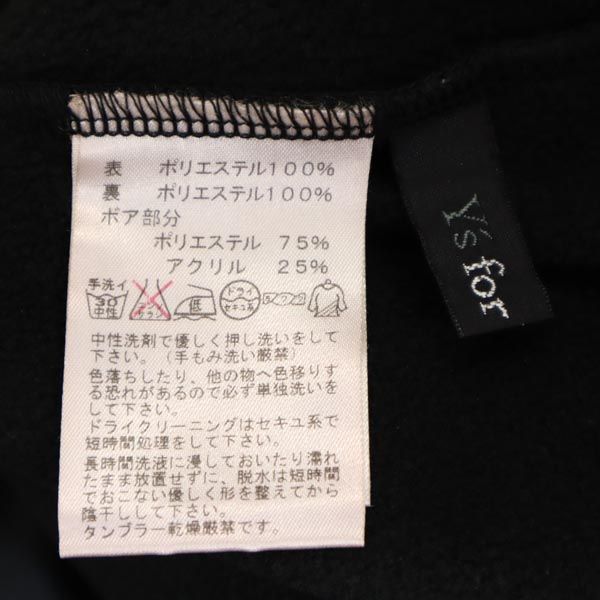 表 ポリエステル100%
裏 ポリエステル100%
ボア部分
ポリエステル 75%
アクリル 25%
手洗イ
30
中性
エンソサラシ
低
ドライ
セキユ系
中性洗剤で優しく押し洗いをして
下さい。(手もみ洗い厳禁)
色落ちしたり、他の物へ色移りす
る恐れがあるので必ず単独洗いを
して下さい。
ドライクリーニングはセキユ系で
短時間処理をして下さい。
長時間洗液に浸しておいたり濡れ
たまま放置せずに、脱水は短時間
でおこない優しく形を整えてから
陰干しして下さい。
タンブラー乾燥厳禁です。
Y's for